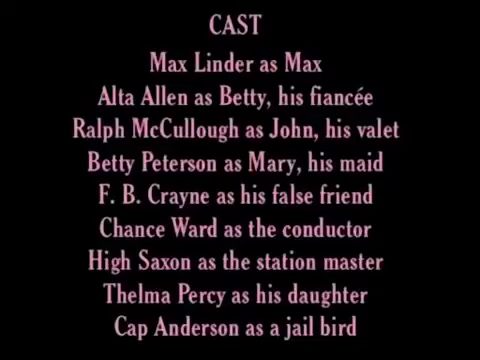 CAST
Max Linder as Max
Alta Allen as Betty, his fiancée
Ralph McCullough as John, his valet
Betty Peterson as Mary, his maid
F. B. Crayne as his false friend
Chance Ward as the conductor
High Saxon as the station master
Thelma Percy as his daughter
Cap Anderson as a jail bird